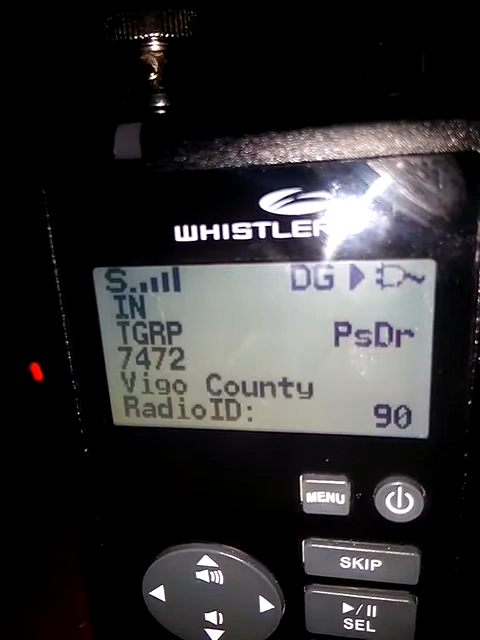 WHISTLER
S DG
IN
TGRP PsDr
7472
Vigo County
RadioID: 90
MENU
SKIP
SEL